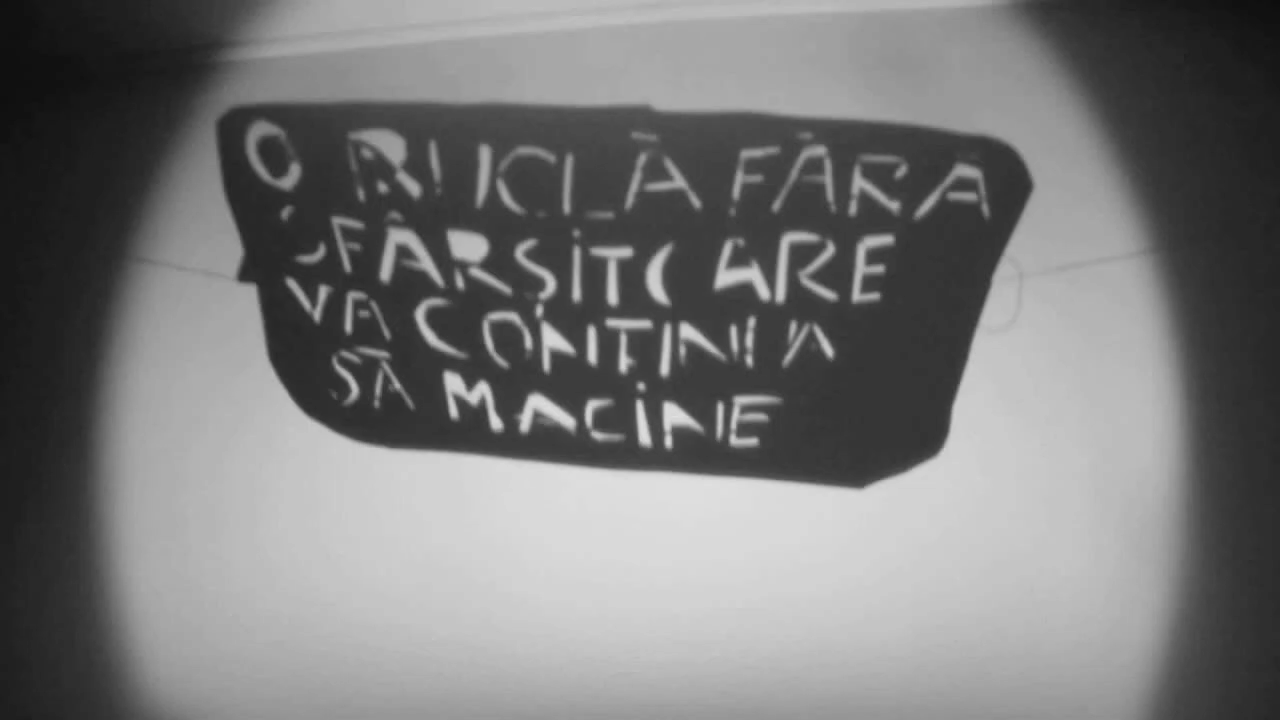 O BUCLĂ FĂRĂ
SFÂRȘIT CARE
VA CONTINUA
SĂ MACINE